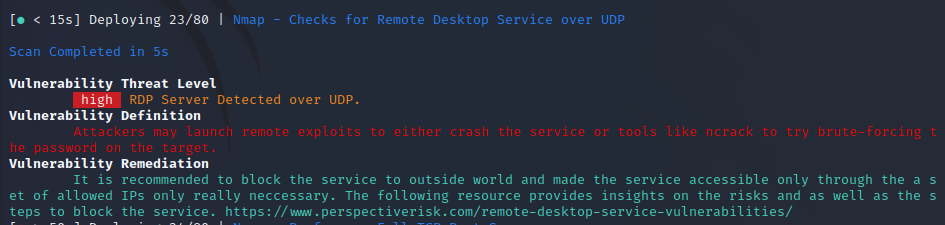 [● < 15s] Deploying 23/80 | Nmap - Checks for Remote Desktop Service over UDP
Scan Completed in 5s
Vulnerability Threat Level
high RDP Server Detected over UDP.
Vulnerability Definition
Attackers may launch remote exploits to either crash the service or tools like ncrack to try brute-forcing t
he password on the target.
Vulnerability Remediation
It is recommended to block the service to outside world and made the service accessible only through the a s
et of allowed IPs only really neccessary. The following resource provides insights on the risks and as well as the s
teps to block the service. https://www.perspectiverisk.com/remote-desktop-service-vulnerabilities/